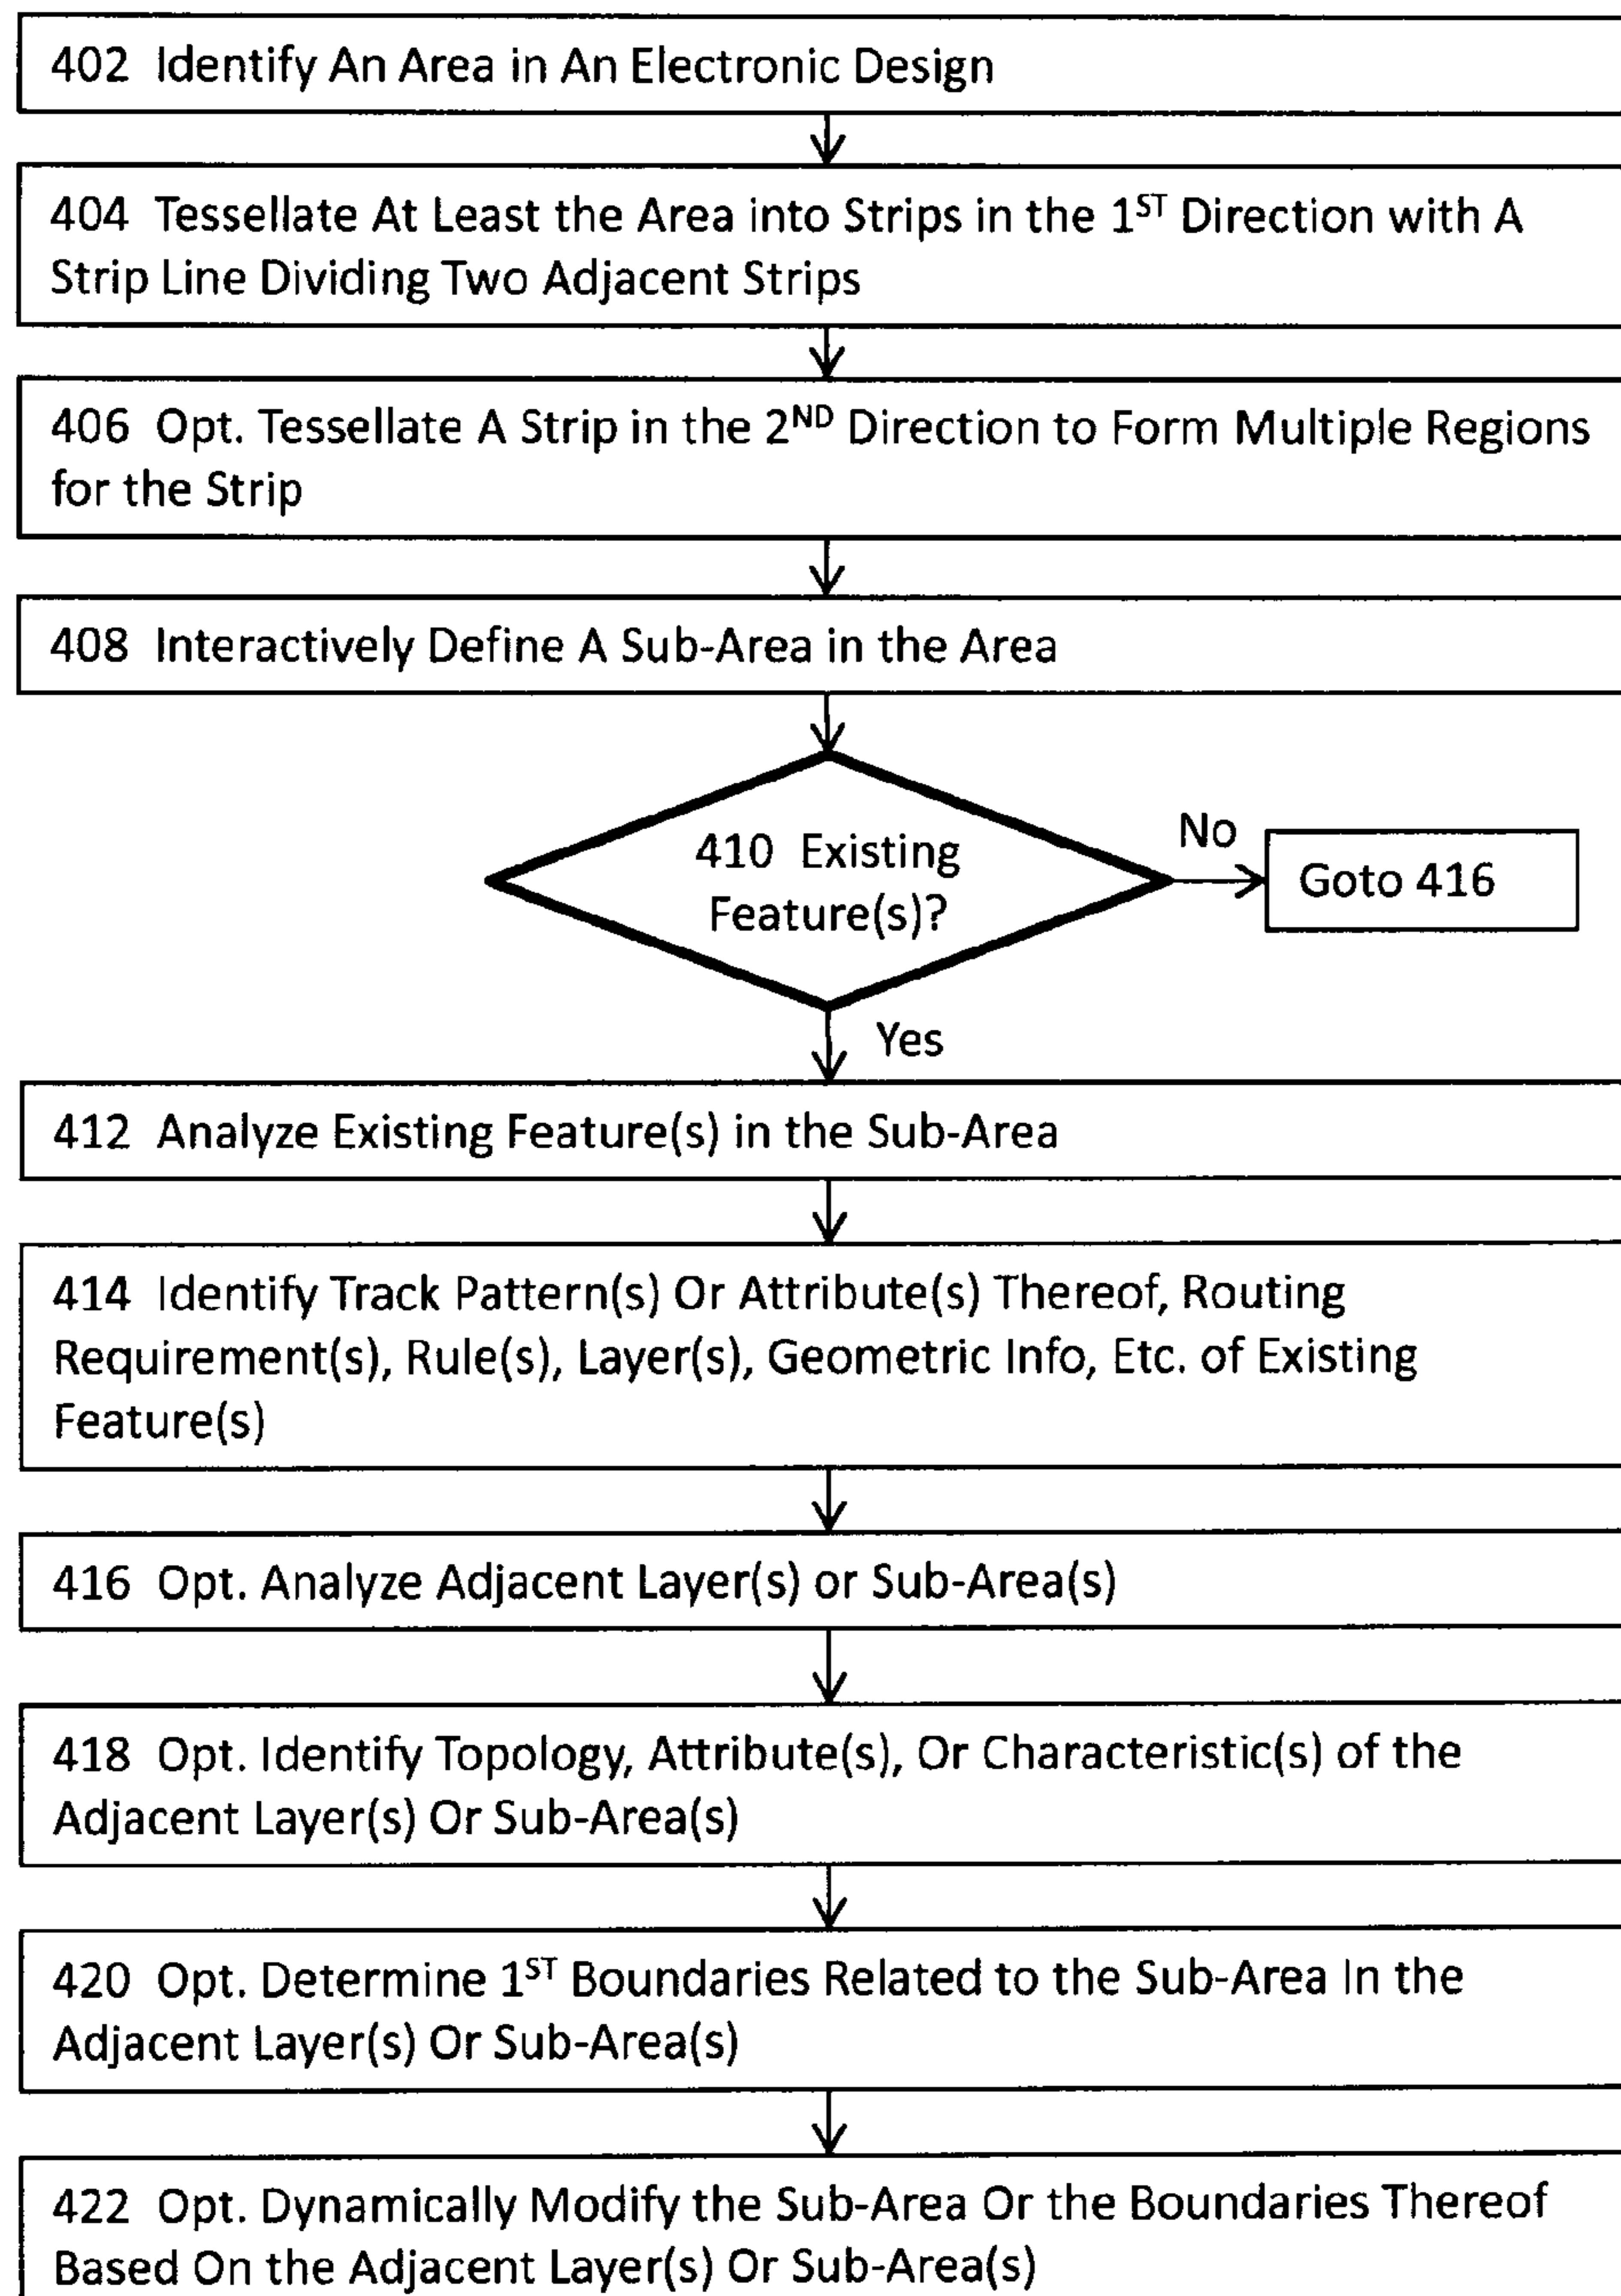 402 Identify An Area in An Electronic Design
404 Tessellate At Least the Area into Strips in the 1ST Direction with A
Strip Line Dividing Two Adjacent Strips
406 Opt. Tessellate A Strip in the 2ND Direction to Form Multiple Regions
for the Strip
408 Interactively Define A Sub-Area in the Area
410 Existing
Feature(s)?
No
Goto 416
Yes
412 Analyze Existing Feature(s) in the Sub-Area
414 Identify Track Pattern(s) Or Attribute(s) Thereof, Routing
Requirement(s), Rule(s), Layer(s), Geometric Info, Etc. of Existing
Feature(s)
416 Opt. Analyze Adjacent Layer(s) or Sub-Area(s)
418 Opt. Identify Topology, Attribute(s), Or Characteristic(s) of the
Adjacent Layer(s) Or Sub-Area(s)
420 Opt. Determine 1ST Boundaries Related to the Sub-Area In the
Adjacent Layer(s) Or Sub-Area(s)
422 Opt. Dynamically Modify the Sub-Area Or the Boundaries Thereof
Based On the Adjacent Layer(s) Or Sub-Area(s)